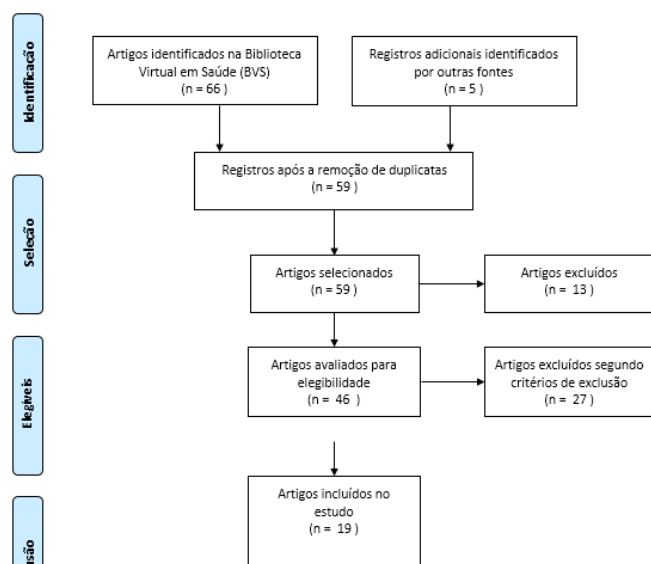 Identificação
Artigos identificados na Biblioteca
Virtual em Saúde (BVS)
(n = 66 )
Registros adicionais identificados
por outras fontes
(n = 5 )
Registros após a remoção de duplicatas
(n = 59 )
Seleção
Artigos selecionados
(n = 59 )
Artigos excluídos
(n = 13 )
Elegíveis
Artigos avaliados para
elegibilidade
(n = 46 )
Artigos excluídos segundo
critérios de exclusão
(n = 27 )
Artigos incluídos no
estudo
(n = 19 )